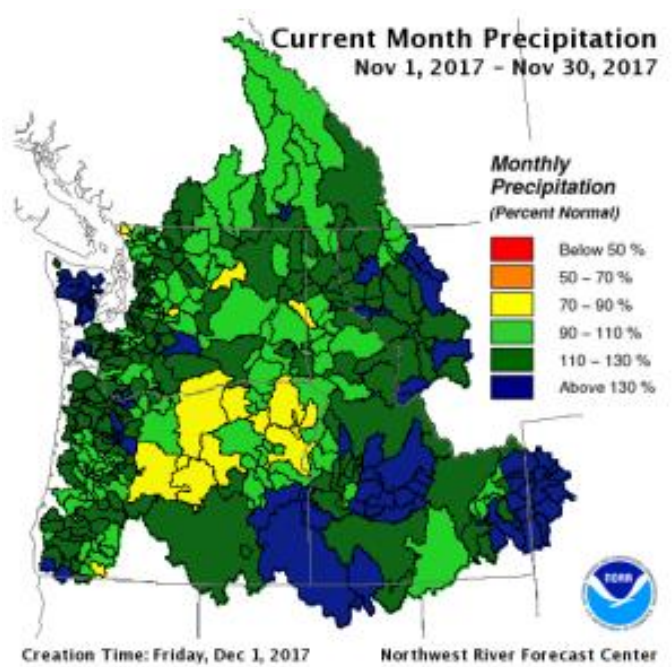 Current Month Precipitation
Nov 1, 2017 – Nov 30, 2017
Monthly
Precipitation
(Percent Normal)
Below 50 %
50 – 70 %
70 – 90 %
90 – 110 %
110 – 130 %
Above 130 %
noaa
Creation Time: Friday, Dec 1, 2017
Northwest River Forecast Center